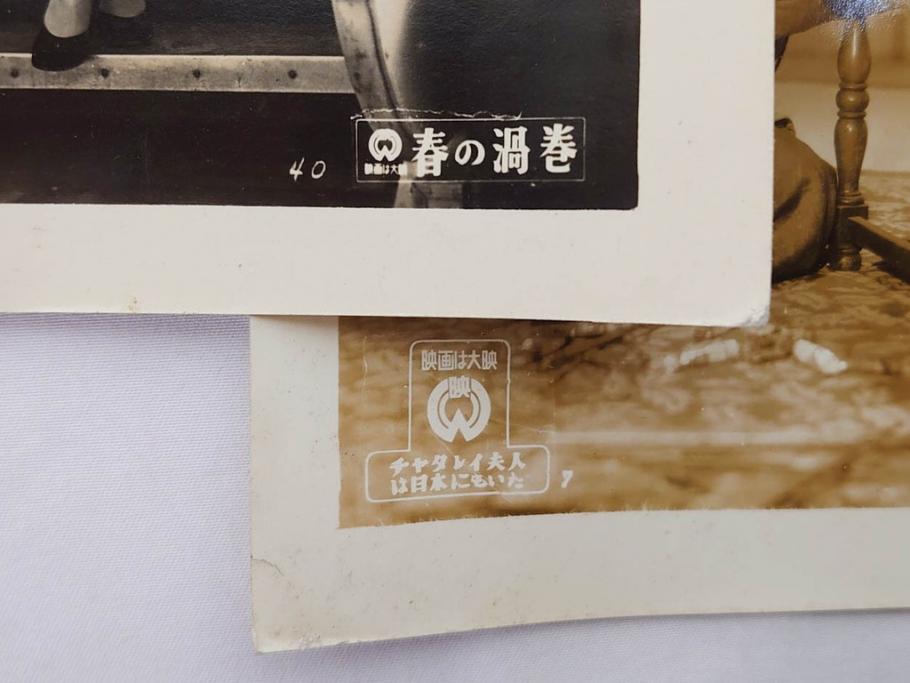 40
春の渦巻
映画は大映
映画は大映
映
チャタレイ夫人
は日本にもいた
7